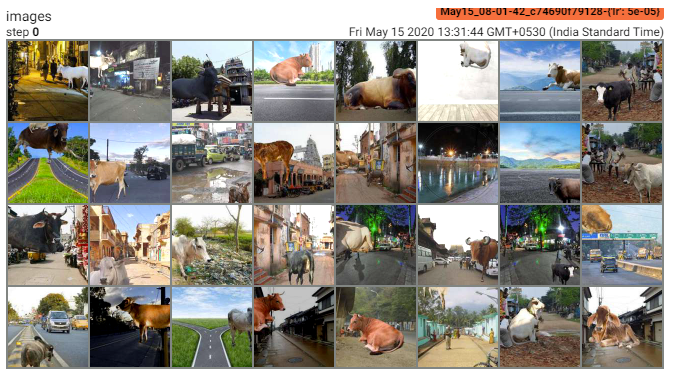 images
May15_08-01-42_c74690f79128-{'lr': 5e-05}
step 0
Fri May 15 2020 13:31:44 GMT+0530 (India Standard Time)